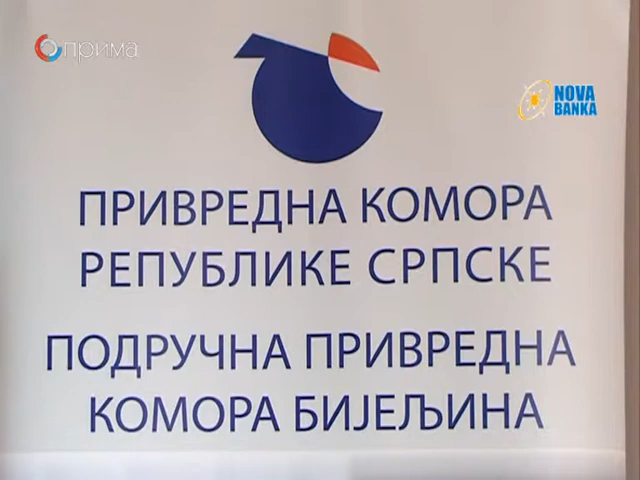 прима
NOVA
BANKA
ПРИВРЕДНА КОМОРА
РЕПУБЛИКЕ СРПСКЕ
ПОДРУЧНА ПРИВРЕДНА
КОМОРА БИЈЕЉИНА